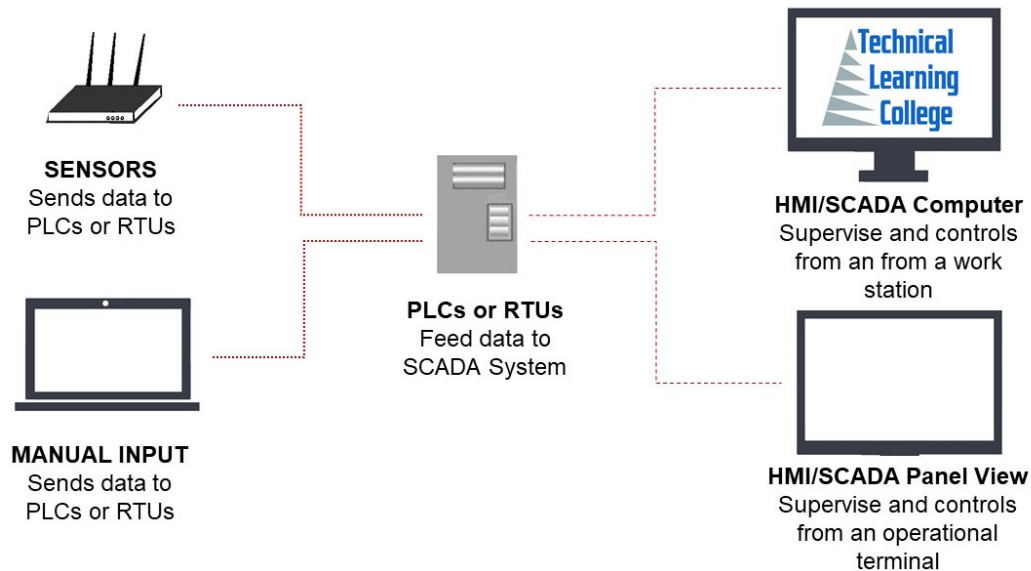 SENSORS
Sends data to
PLCs or RTUs
MANUAL INPUT
Sends data to
PLCs or RTUs
PLCs or RTUs
Feed data to
SCADA System
Technical
Learning
College
HMI/SCADA Computer
Supervise and controls
from an from a work
station
HMI/SCADA Panel View
Supervise and controls
from an operational
terminal